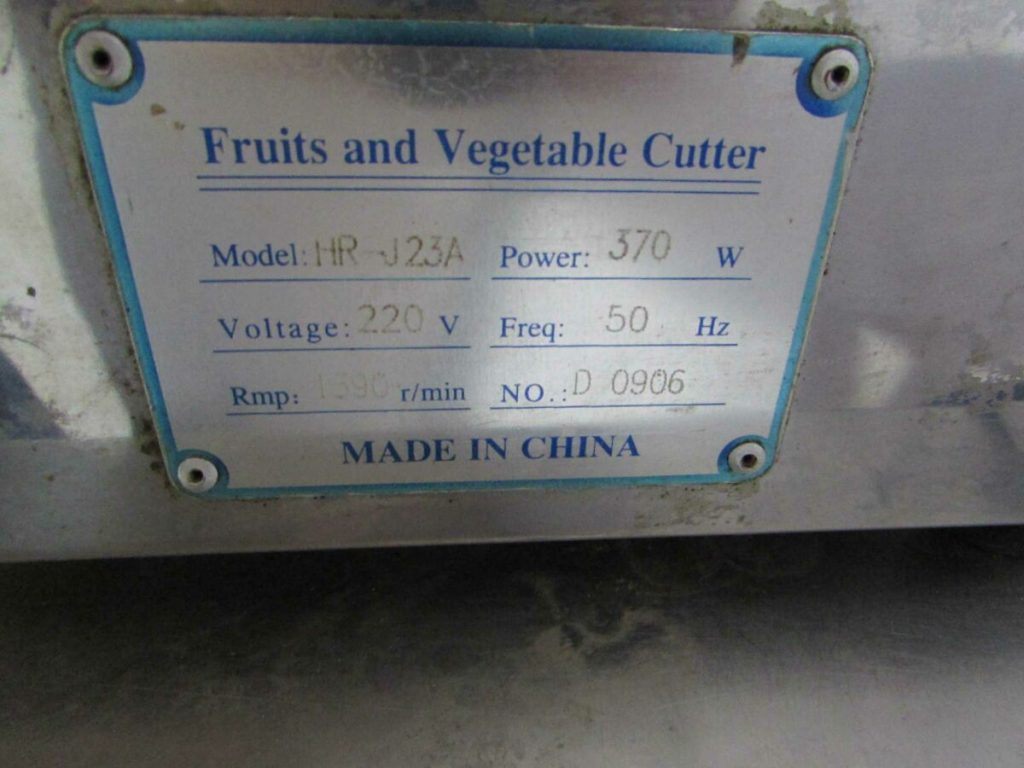 Fruits and Vegetable Cutter
Model: HR-J23A Power: 370 W
Voltage: 220 V Freq: 50 Hz
Rmp: 1390 r/min NO.: D 0906
MADE IN CHINA